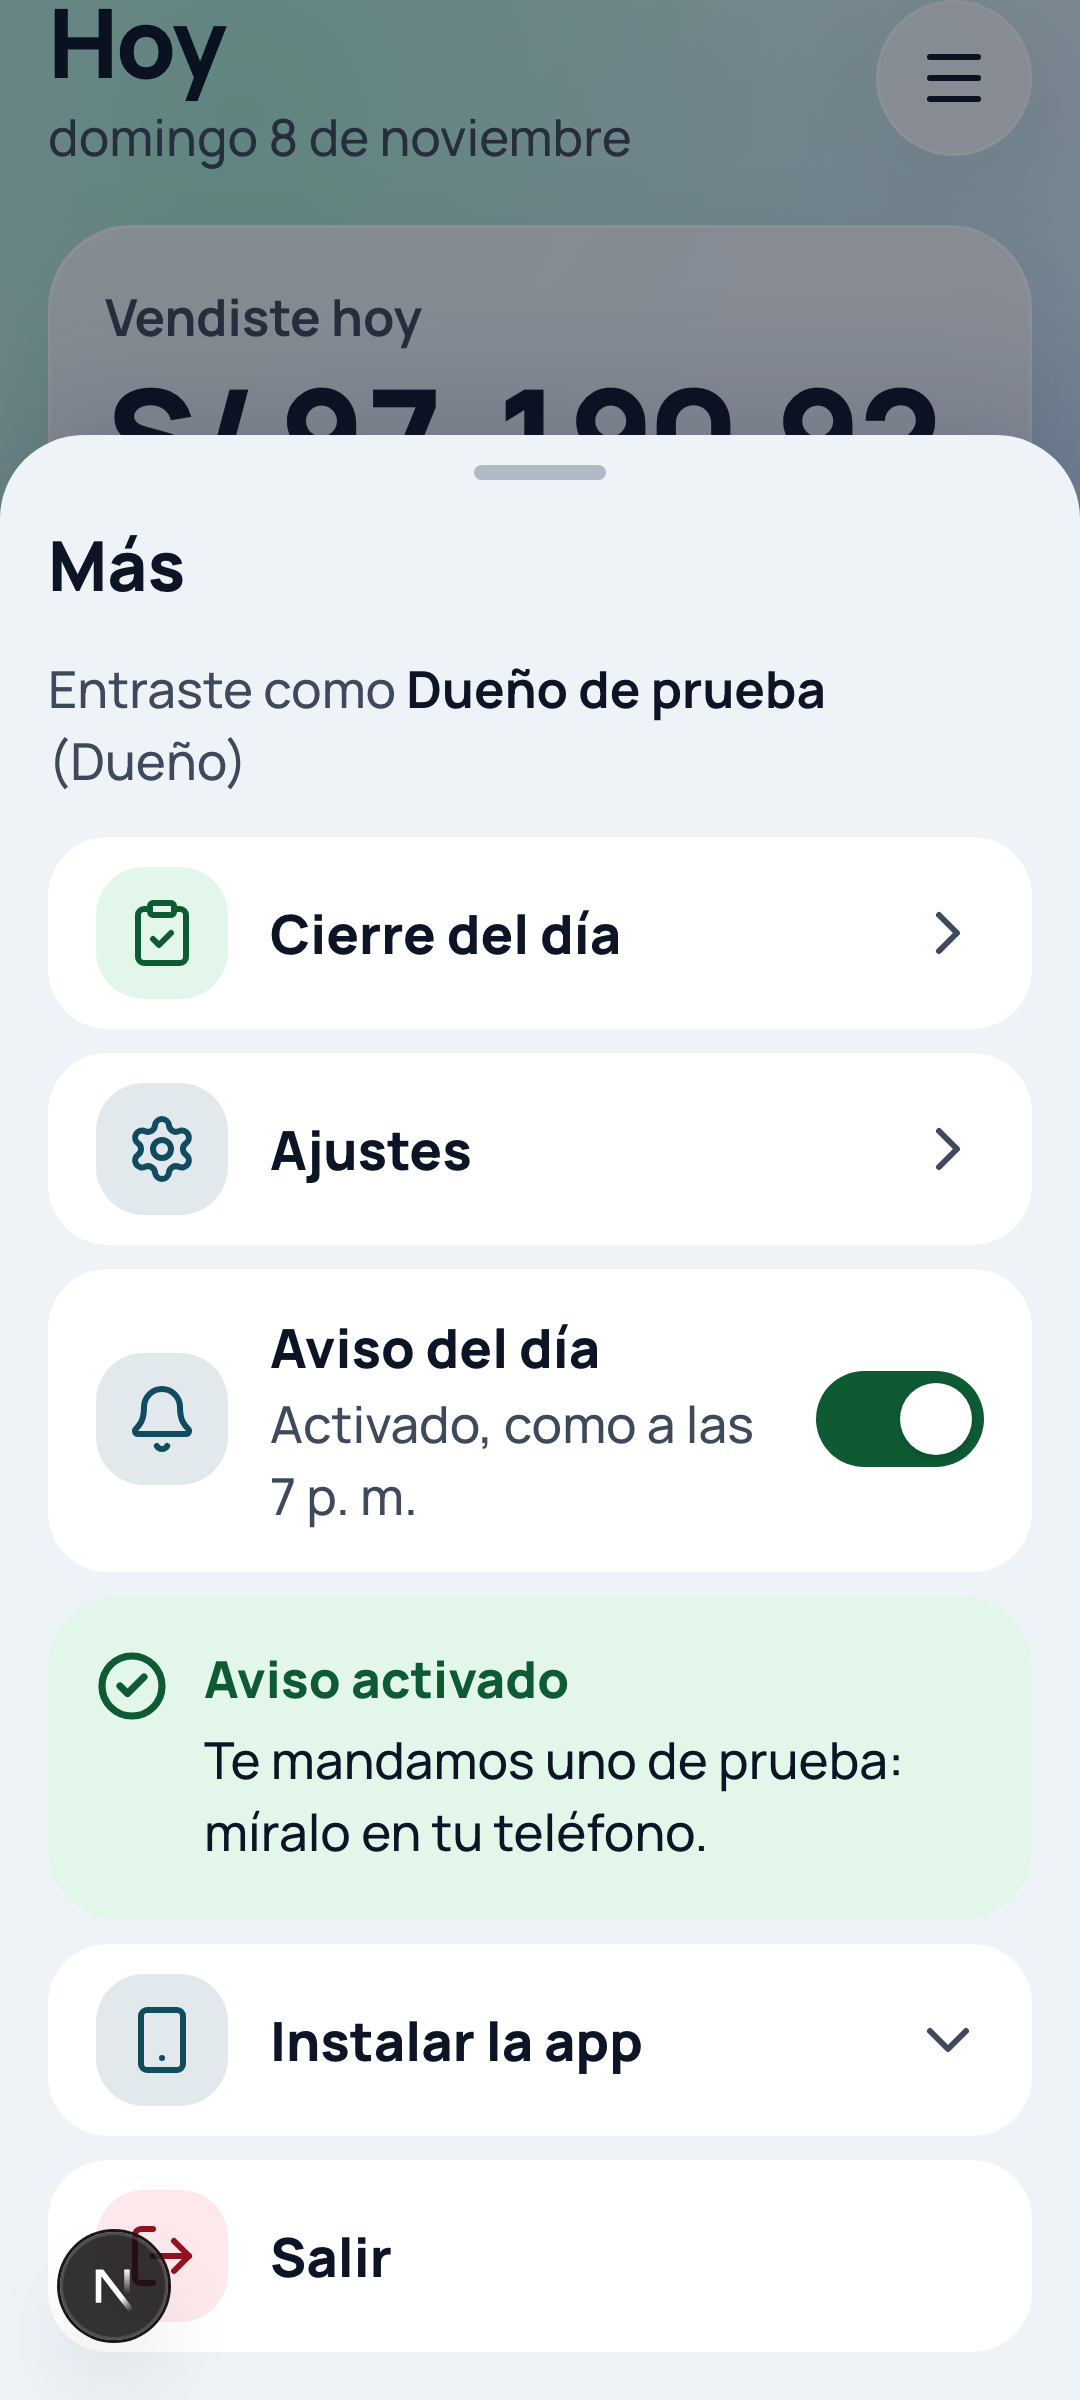 Hoy
domingo 8 de noviembre
Vendiste hoy
Más
Entraste como Dueño de prueba
(Dueño)
Cierre del día
Ajustes
Aviso del día
Activado, como a las
7 p. m.
Aviso activado
Te mandamos uno de prueba:
míralo en tu teléfono.
Instalar la app
Salir
N